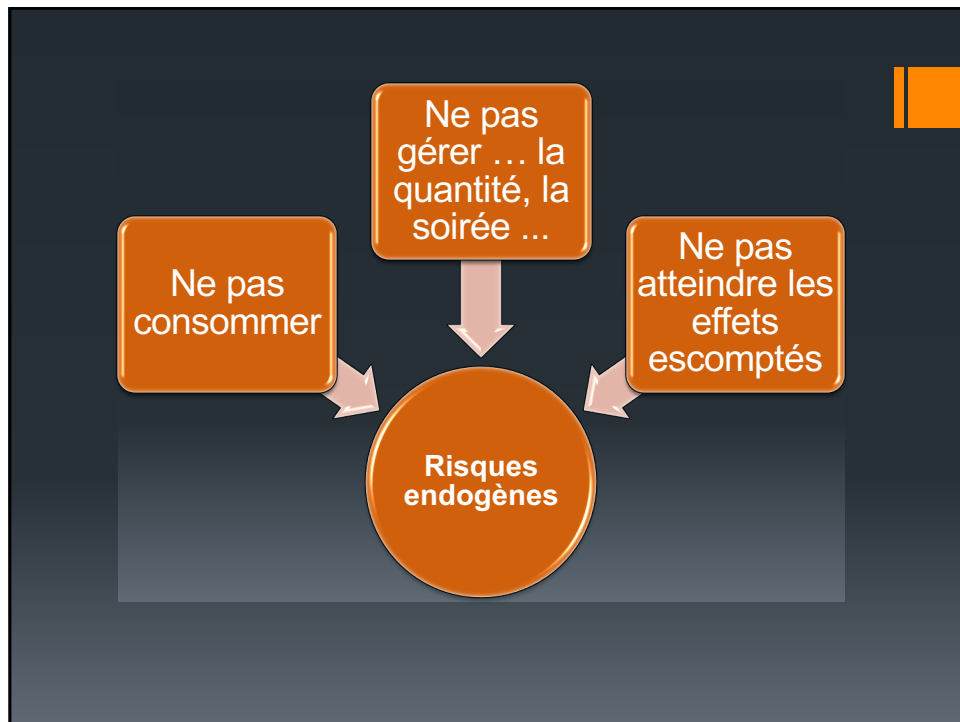 Ne pas
gérer … la
quantité, la
soirée ...
Ne pas
consommer
Ne pas
atteindre les
effets
escomptés
Risques
endogènes